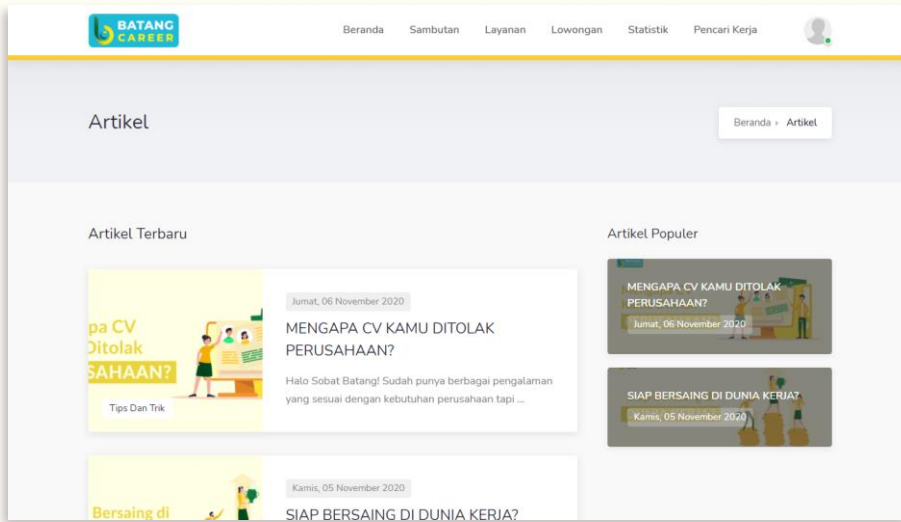 BATANG
CAREER
Beranda Sambutan Layanan Lowongan Statistik Pencari Kerja
Artikel
Beranda › Artikel
Artikel Terbaru
pa CV
Ditolak
SAHAAN?
Tips Dan Trik
Jumat, 06 November 2020
MENGAPA CV KAMU DITOLAK
PERUSAHAAN?
Halo Sobat Batang! Sudah punya berbagai pengalaman
yang sesuai dengan kebutuhan perusahaan tapi ...
Bersaing di
Kamis, 05 November 2020
SIAP BERSAING DI DUNIA KERJA?
Artikel Populer
MENGAPA CV KAMU DITOLAK
PERUSAHAAN?
Jumat, 06 November 2020
SIAP BERSAING DI DUNIA KERJA?
Kamis, 05 November 2020